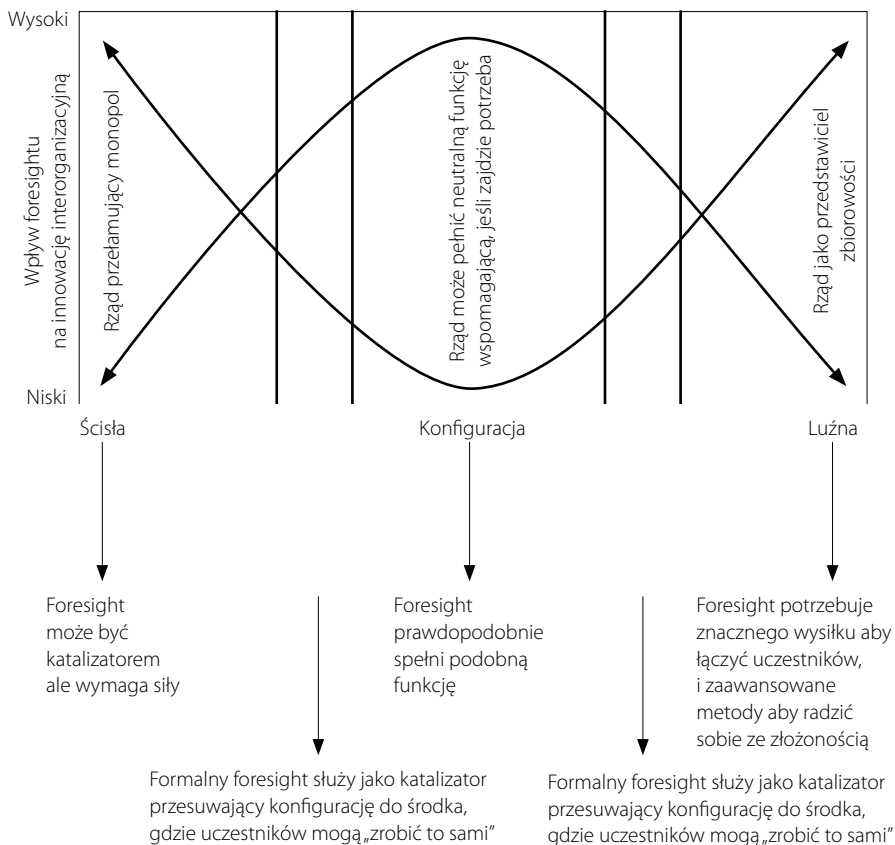 Wysoki
Wpływ foresightu
na innowację interorganizacyjną
Rząd przełamujący monopol
Rząd może pełnić neutralną funkcję
wspomagającą, jeśli zajdzie potrzeba
Rząd jako przedstawiciel
zbiorowości
Niski
Ścisła
Konfiguracja
Luźna
Foresight
może być
katalizatorem
ale wymaga siły
Foresight
prawdopodobnie
spełni podobną
funkcję
Foresight potrzebuje
znacznego wysiłku aby
łączyć uczestników,
i zaawansowane
metody aby radzić
sobie ze złożonością
Formalny foresight służy jako katalizator
przesuwający konfigurację do środka,
gdzie uczestników mogą „zrobić to sami”
Formalny foresight służy jako katalizator
przesuwający konfigurację do środka,
gdzie uczestników mogą „zrobić to sami”